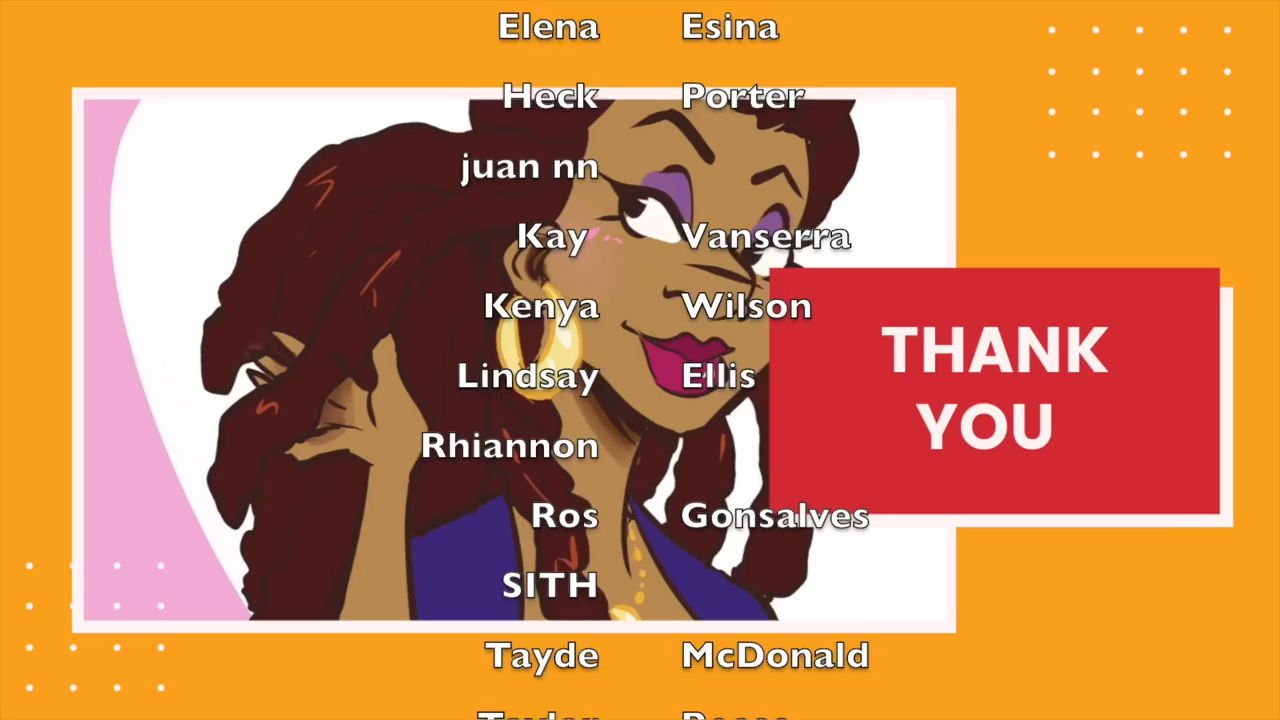 Elena Esina
Heck Porter
juan nn
Kay Vanserra
Kenya Wilson
Lindsay Ellis
Rhiannon
Ros Gonsalves
SITH
Tayde McDonald
THANK
YOU